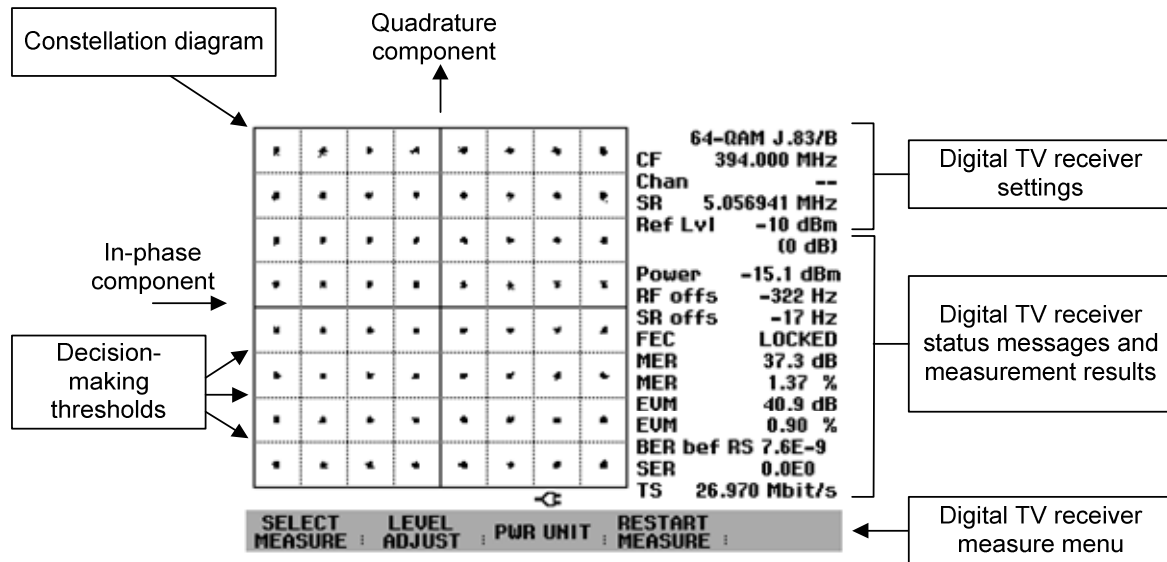 Constellation diagram
Quadrature
component
In-phase
component
Decision-
making
thresholds
64-QAM J.83/B
CF 394.000 MHz
Chan --
SR 5.056941 MHz
Ref Lvl -10 dBm
(0 dB)
Power -15.1 dBm
RF offs -322 Hz
SR offs -17 Hz
FEC LOCKED
MER 37.3 dB
MER 1.37 %
EVM 40.9 dB
EVM 0.90 %
BER bef RS 7.6E-9
SER 0.0E0
TS 26.970 Mbit/s
Digital TV receiver
settings
Digital TV receiver
status messages and
measurement results
SELECT
MEASURE
LEVEL
ADJUST
PWR UNIT
RESTART
MEASURE
Digital TV receiver
measure menu